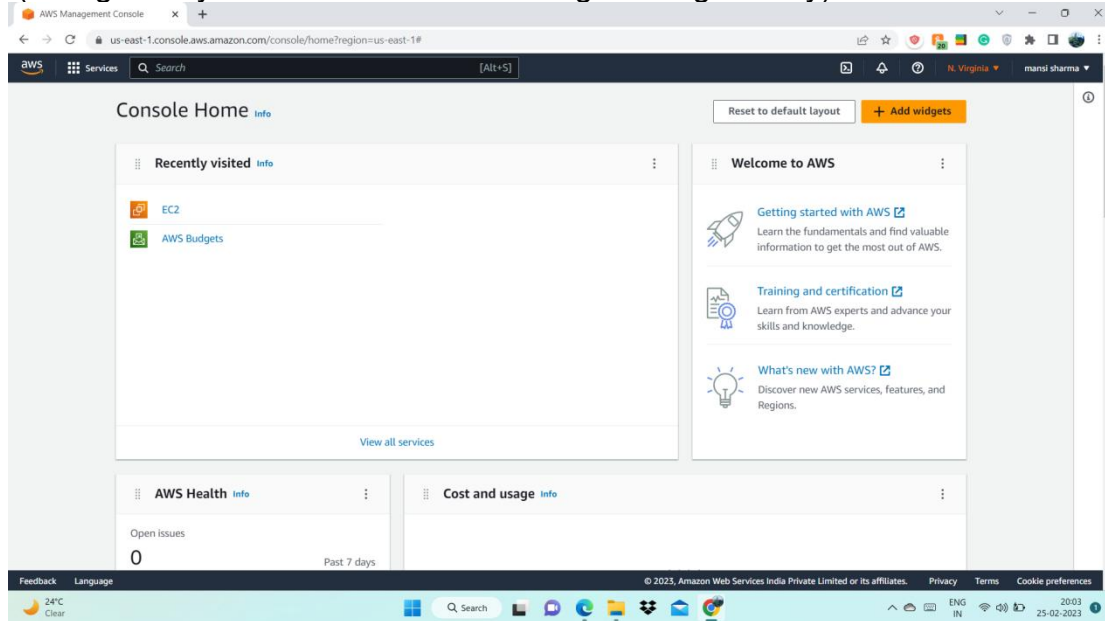 AWS Management Console
us-east-1.console.aws.amazon.com/console/home?region=us-east-1#
20
aws Services Search [Alt+S] N. Virginia mansi sharma
Console Home Info Reset to default layout + Add widgets
Recently visited Info
EC2
AWS Budgets
View all services
Welcome to AWS
Getting started with AWS
Learn the fundamentals and find valuable
information to get the most out of AWS.
Training and certification
Learn from AWS experts and advance your
skills and knowledge.
What's new with AWS?
Discover new AWS services, features, and
Regions.
AWS Health Info
Open issues
0 Past 7 days
Cost and usage Info
Feedback Language © 2023, Amazon Web Services India Private Limited or its affiliates. Privacy Terms Cookie preferences
24°C
Clear
Search
ENG
IN
20:03
25-02-2023
1